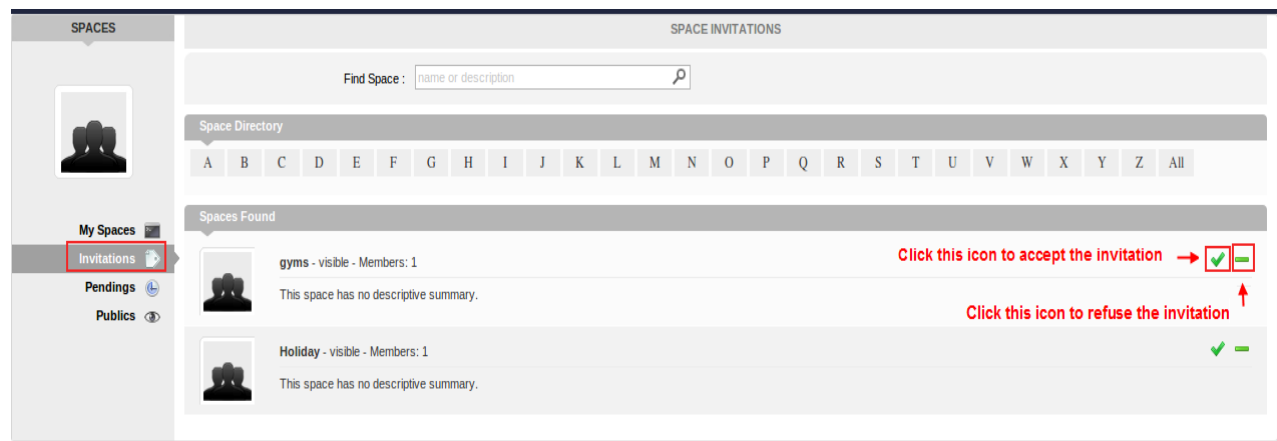 SPACES
SPACE INVITATIONS
Find Space : name or description
Space Directory
A B C D E F G H I J K L M N O P Q R S T U V W X Y Z All
Spaces Found
My Spaces
Invitations
Pendings
Publics
gyms - visible - Members: 1
Click this icon to accept the invitation
This space has no descriptive summary.
Click this icon to refuse the invitation
Holiday - visible - Members: 1
This space has no descriptive summary.